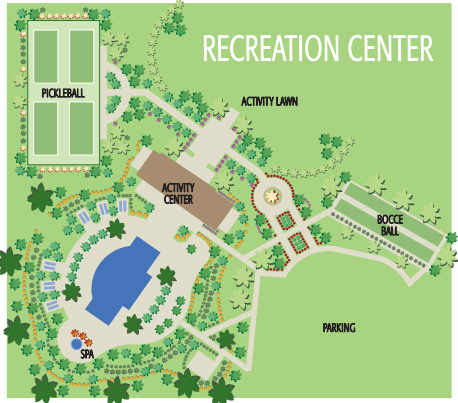 RECREATION CENTER
PICKLEBALL
ACTIVITY LAWN
ACTIVITY
CENTER
BOCCE
BALL
PARKING
SPA